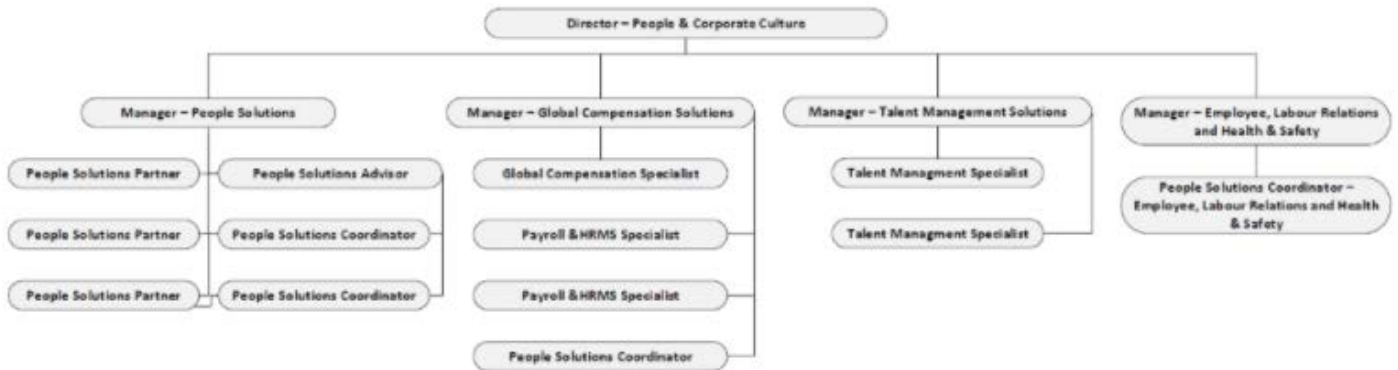 Director – People & Corporate Culture
Manager – People Solutions
Manager – Global Compensation Solutions
Manager – Talent Management Solutions
Manager – Employee, Labour Relations
and Health & Safety
People Solutions Partner
People Solutions Advisor
Global Compensation Specialist
Talent Managment Specialist
People Solutions Coordinator –
Employee, Labour Relations and Health
& Safety
People Solutions Partner
People Solutions Coordinator
Payroll & HRMS Specialist
Talent Managment Specialist
People Solutions Partner
People Solutions Coordinator
Payroll & HRMS Specialist
People Solutions Coordinator